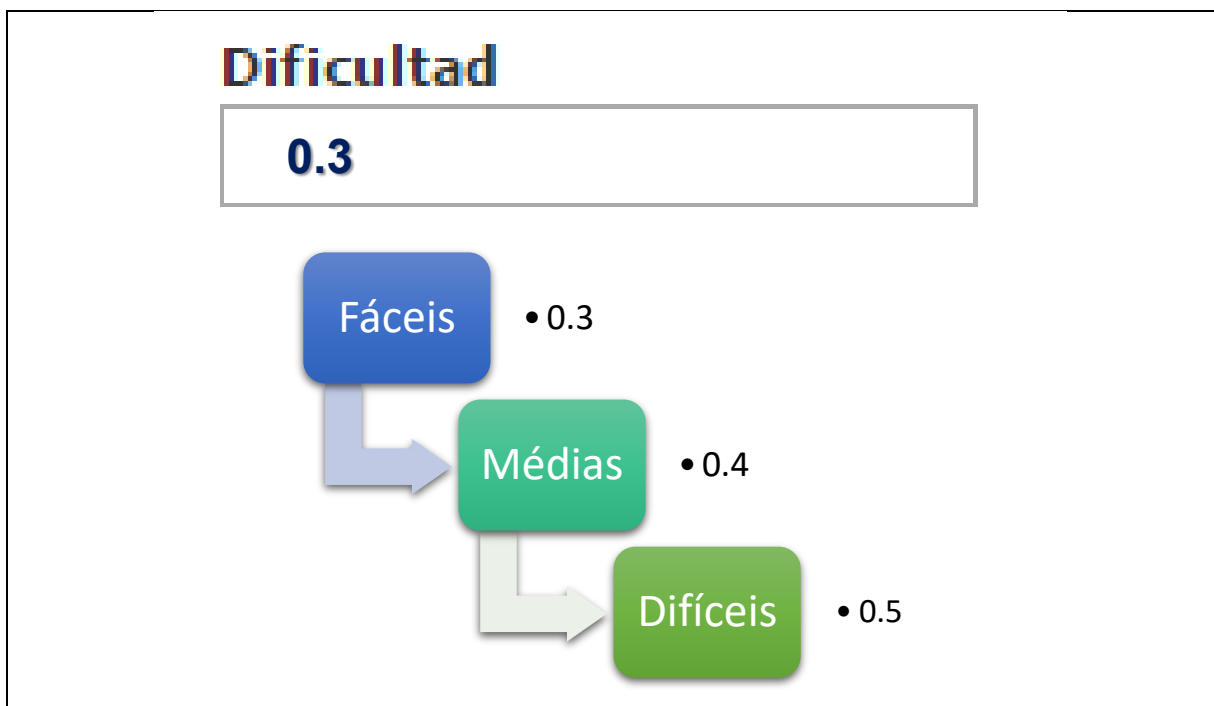 Dificultad
0.3
Fáceis
• 0.3
Médias
• 0.4
Difíceis
• 0.5